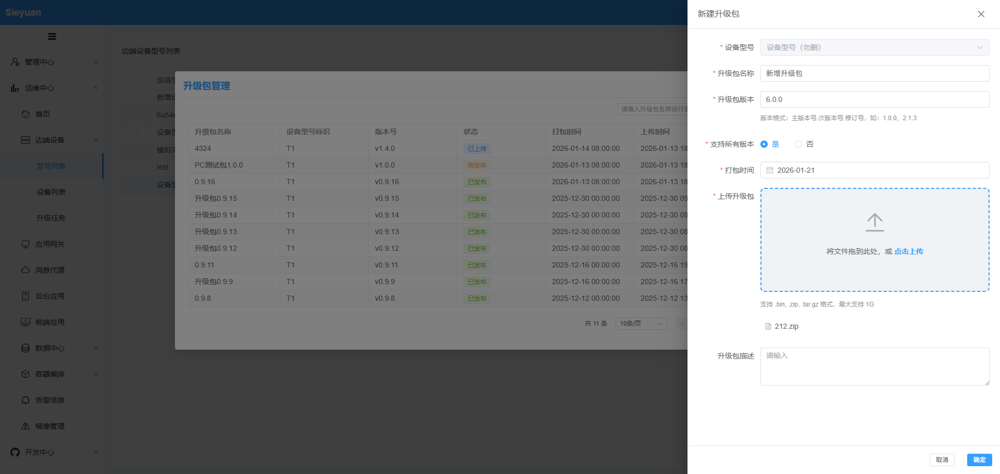 Sieyuan
管理中心
运维中心
首页
边端设备
型号列表
设备列表
升级任务
应用网关
消息代理
后台应用
前端应用
数据中心
容器编排
告警信息
镜像管理
开发中心
边端设备型号列表
设备型
新增设
6u54e
设备型
模拟采
test
设备型
升级包管理
请输入升级包名称进行查
升级包名称 设备型号标识 版本号 状态 打包时间 上传时间
4324 T1 v1.4.0 已上传 2026-01-14 08:00:00 2026-01-13 18
PC测试包1.0.0 T1 v1.0.0 待发布 2026-01-13 08:00:00 2026-01-13 18
0.9.16 T1 v0.9.16 已发布 2026-01-13 08:00:00 2026-01-13 18
升级包0.9.15 T1 v0.9.15 已发布 2025-12-30 00:00:00 2025-12-30 09
升级包0.9.14 T1 v0.9.14 已发布 2025-12-30 00:00:00 2025-12-30 09
升级包0.9.13 T1 v0.9.13 已发布 2025-12-30 00:00:00 2025-12-30 08
升级包0.9.12 T1 v0.9.12 已发布 2025-12-30 00:00:00 2025-12-30 08
0.9.11 T1 v0.9.11 已发布 2025-12-16 00:00:00 2025-12-16 19
升级包0.9.9 T1 v0.9.9 已发布 2025-12-16 00:00:00 2025-12-16 17
0.9.8 T1 v0.9.8 已发布 2025-12-12 00:00:00 2025-12-12 13
共 11 条 10条/页
新建升级包
* 设备型号 设备型号（勿删）
* 升级包名称 新增升级包
* 升级包版本 6.0.0
版本格式：主版本号.次版本号.修订号，如：1.0.0、2.1.3
* 支持所有版本 是 否
* 打包时间 2026-01-21
* 上传升级包
将文件拖到此处，或 点击上传
支持 .bin, .zip, .tar.gz 格式，最大支持 1G
212.zip
升级包描述 请输入
取消 确定